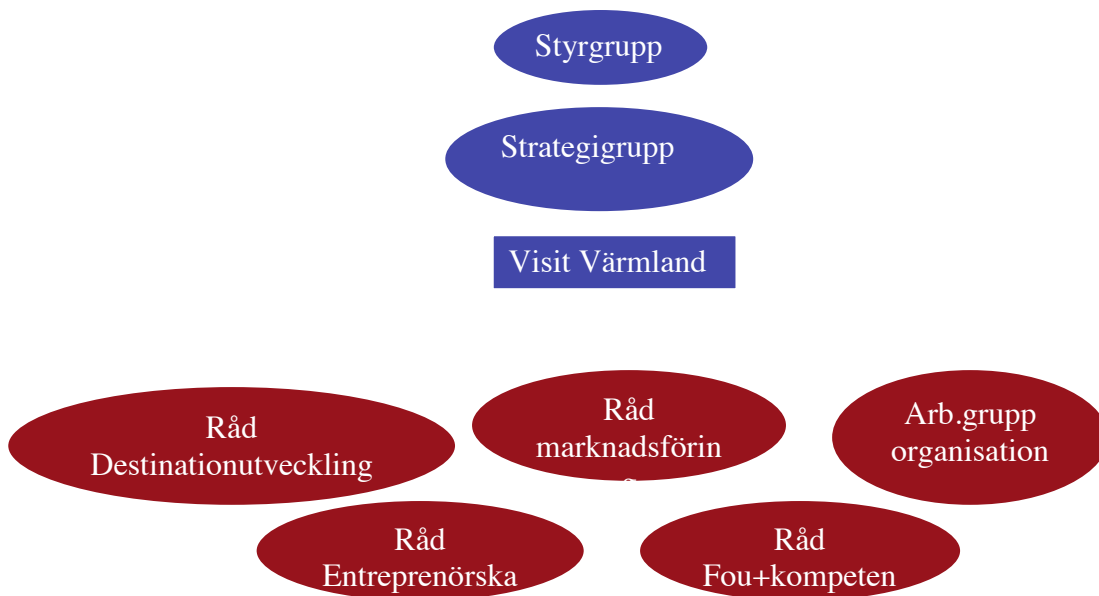 Styrgrupp
Strategigrupp
Visit Värmland
Råd
Destinationutveckling
Råd
marknadsförin
Arb.grupp
organisation
Råd
Entreprenörska
Råd
Fou+kompeten